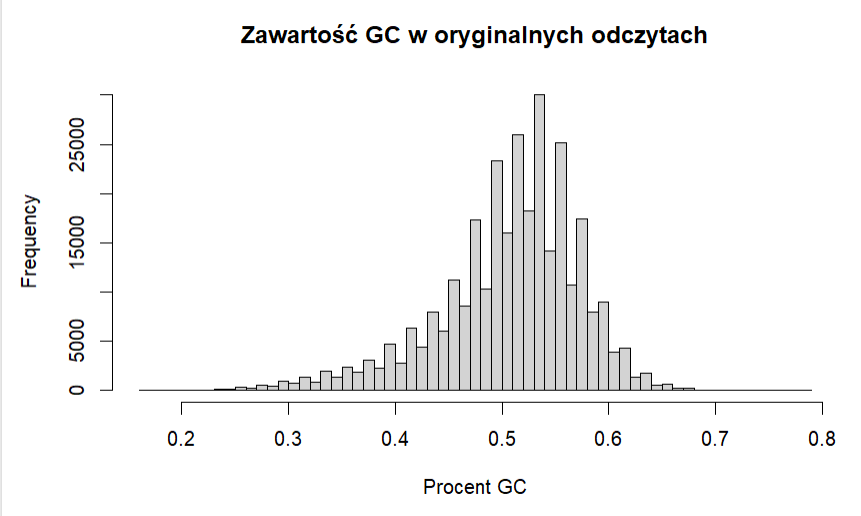 Zawartość GC w oryginalnych odczytach
Frequency
25000
15000
5000
0
0.2 0.3 0.4 0.5 0.6 0.7 0.8
Procent GC